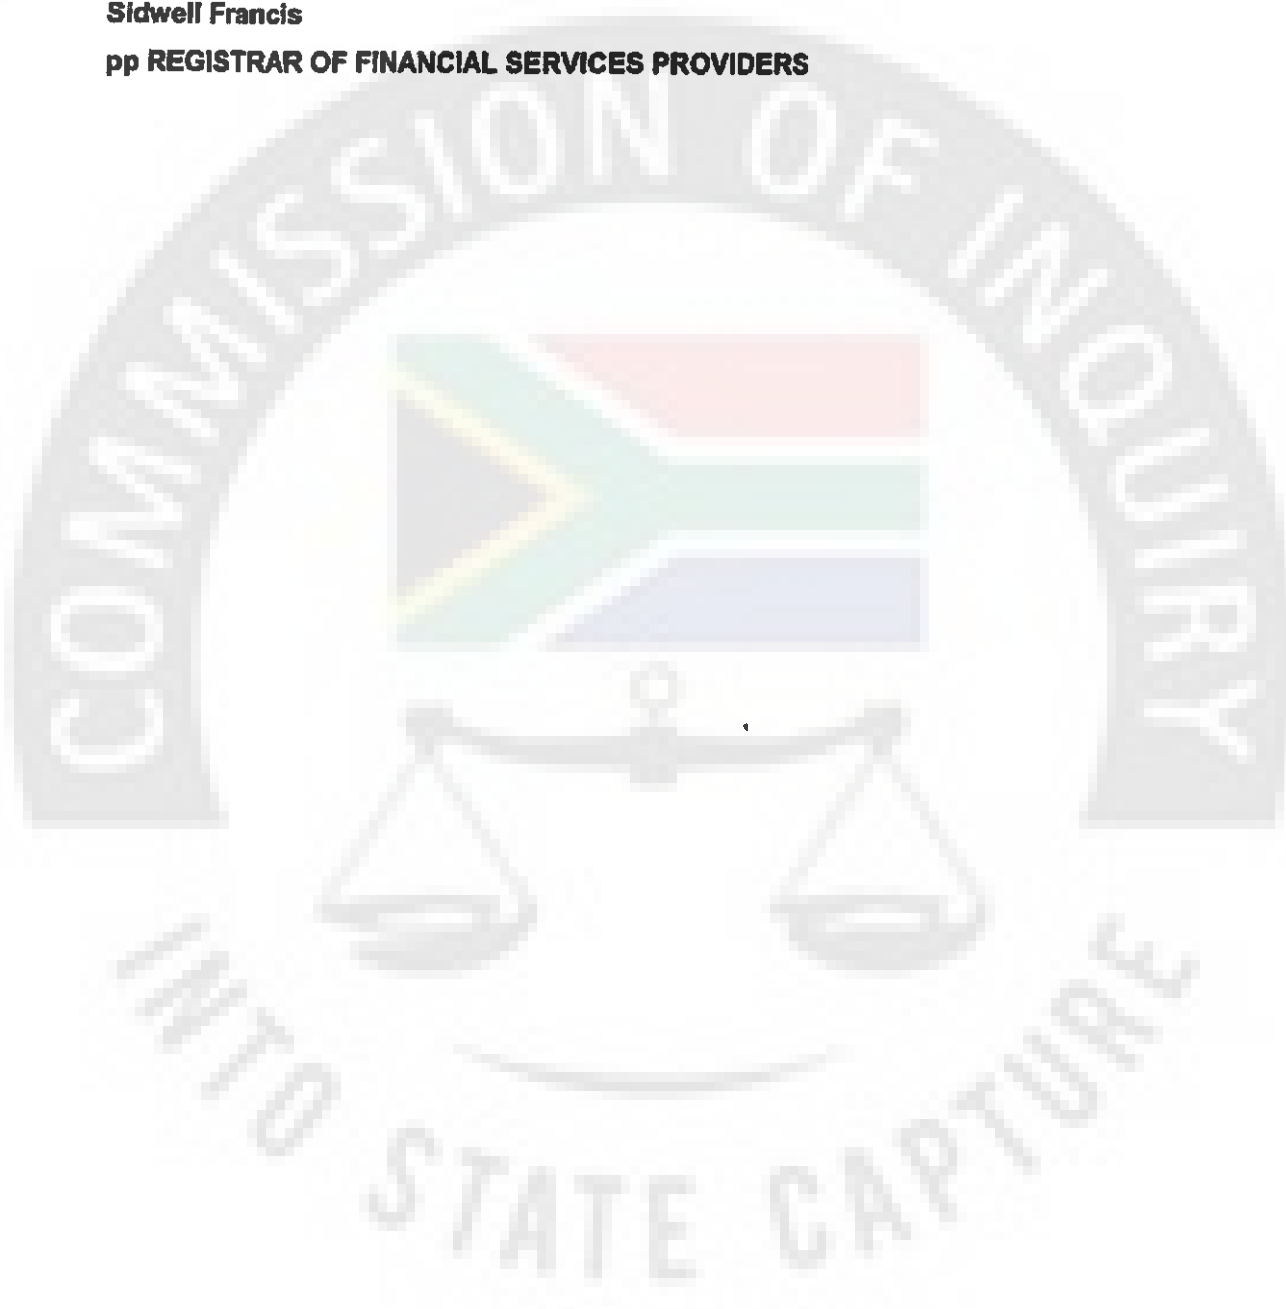 Sidwell Francis
pp REGISTRAR OF FINANCIAL SERVICES PROVIDERS
COMMISSION OF INQUIRY
INTO STATE CAPTURE